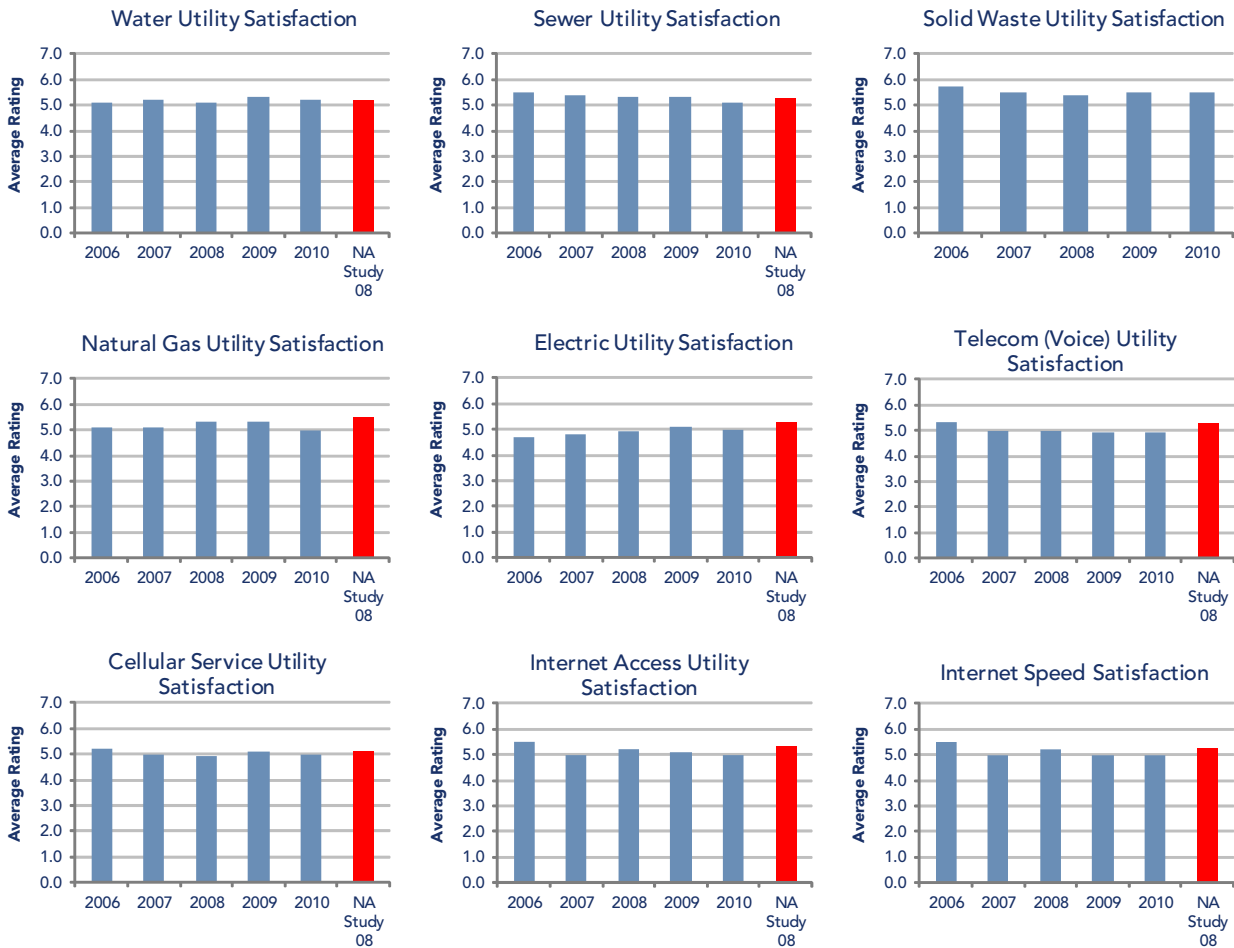 Water Utility Satisfaction
Average Rating
7.0
6.0
5.0
4.0
3.0
2.0
1.0
0.0
2006 2007 2008 2009 2010 NA
Study
08
Sewer Utility Satisfaction
Average Rating
7.0
6.0
5.0
4.0
3.0
2.0
1.0
0.0
2006 2007 2008 2009 2010 NA
Study
08
Solid Waste Utility Satisfaction
Average Rating
7.0
6.0
5.0
4.0
3.0
2.0
1.0
0.0
2006 2007 2008 2009 2010
Natural Gas Utility Satisfaction
Average Rating
7.0
6.0
5.0
4.0
3.0
2.0
1.0
0.0
2006 2007 2008 2009 2010 NA
Study
08
Electric Utility Satisfaction
Average Rating
7.0
6.0
5.0
4.0
3.0
2.0
1.0
0.0
2006 2007 2008 2009 2010 NA
Study
08
Telecom (Voice) Utility
Satisfaction
Average Rating
7.0
6.0
5.0
4.0
3.0
2.0
1.0
0.0
2006 2007 2008 2009 2010 NA
Study
08
Cellular Service Utility
Satisfaction
Average Rating
7.0
6.0
5.0
4.0
3.0
2.0
1.0
0.0
2006 2007 2008 2009 2010 NA
Study
08
Internet Access Utility
Satisfaction
Average Rating
7.0
6.0
5.0
4.0
3.0
2.0
1.0
0.0
2006 2007 2008 2009 2010 NA
Study
08
Internet Speed Satisfaction
Average Rating
7.0
6.0
5.0
4.0
3.0
2.0
1.0
0.0
2006 2007 2008 2009 2010 NA
Study
08